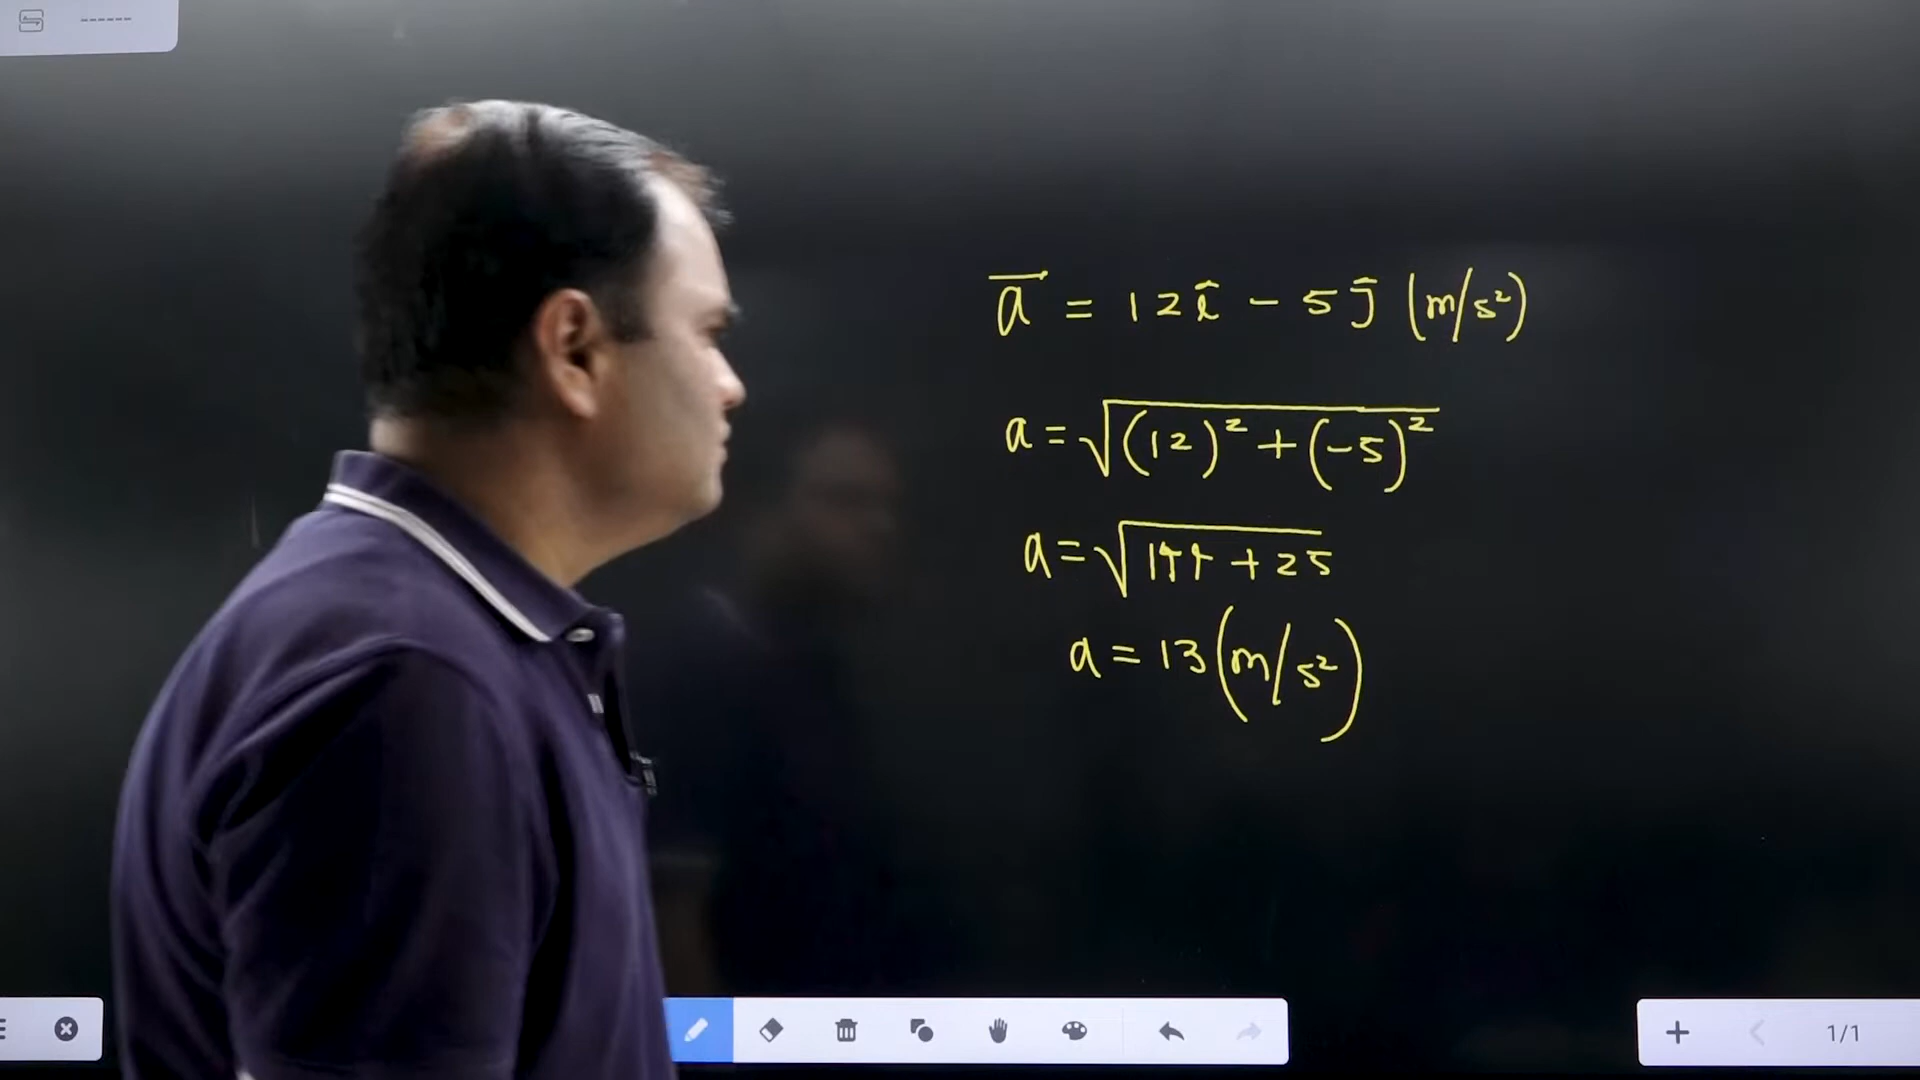 ------
a̅ = 12î - 5ĵ (m/s²)
a = √(12)² + (-5)²
a = √144 + 25
a = 13 (m/s²)
1/1